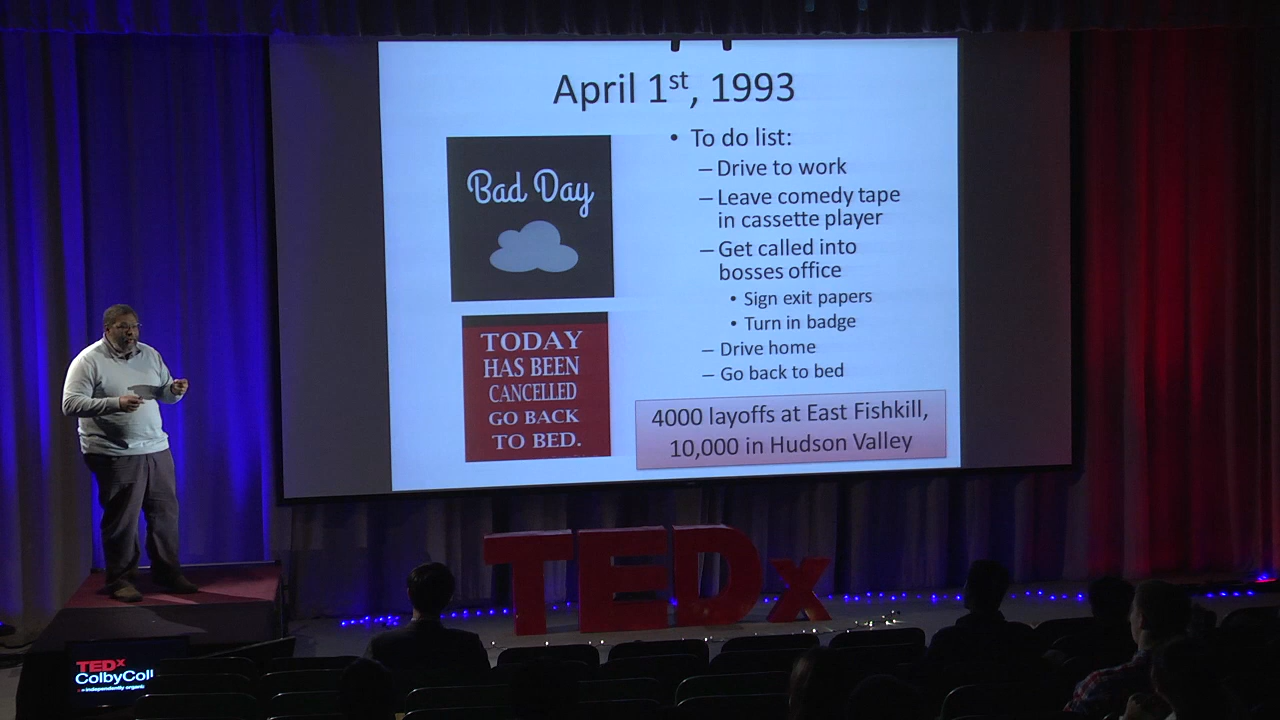 April 1st, 1993
Bad Day
TODAY
HAS BEEN
CANCELLED
GO BACK
TO BED.
• To do list:
– Drive to work
– Leave comedy tape
in cassette player
– Get called into
bosses office
• Sign exit papers
• Turn in badge
– Drive home
– Go back to bed
4000 layoffs at East Fishkill,
10,000 in Hudson Valley
TEDx
TEDx
ColbyColl
independently organi